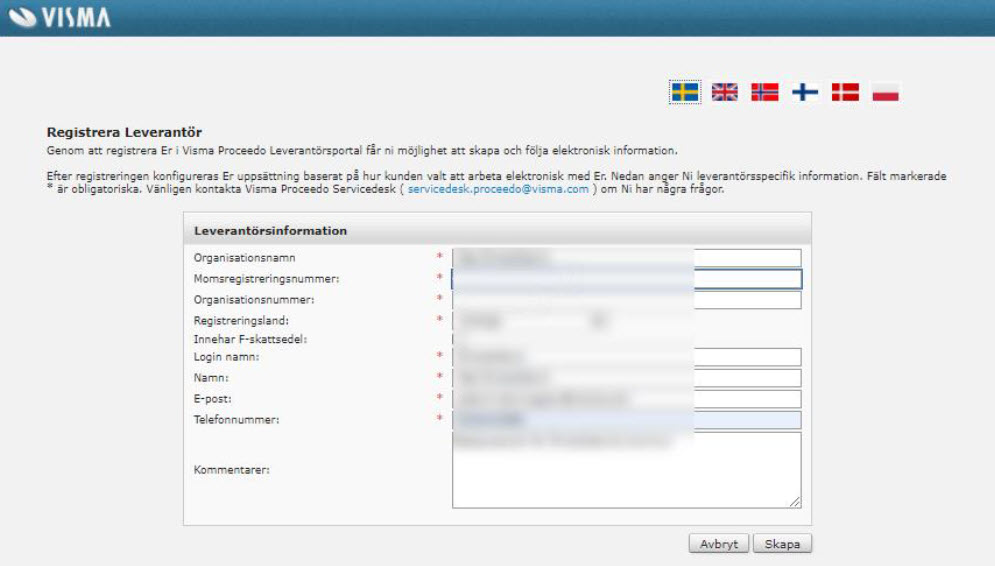 VISMA
Registrera Leverantör
Genom att registrera Er i Visma Proceedo Leverantörsportal får ni möjlighet att skapa och följa elektronisk information.
Efter registreringen konfigureras Er uppsättning baserat på hur kunden valt att arbeta elektronisk med Er. Nedan anger Ni leverantörsspecifik information. Fält markerade
* är obligatoriska. Vänligen kontakta Visma Proceedo Servicedesk ( servicedesk.proceedo@visma.com ) om Ni har några frågor.
Leverantörsinformation
Organisationsnamn *
Momsregistreringsnummer: *
Organisationsnummer: *
Registreringsland: *
Innehar F-skattsedel:
Login namn: *
Namn: *
E-post: *
Telefonnummer: *
Kommentarer:
Avbryt Skapa